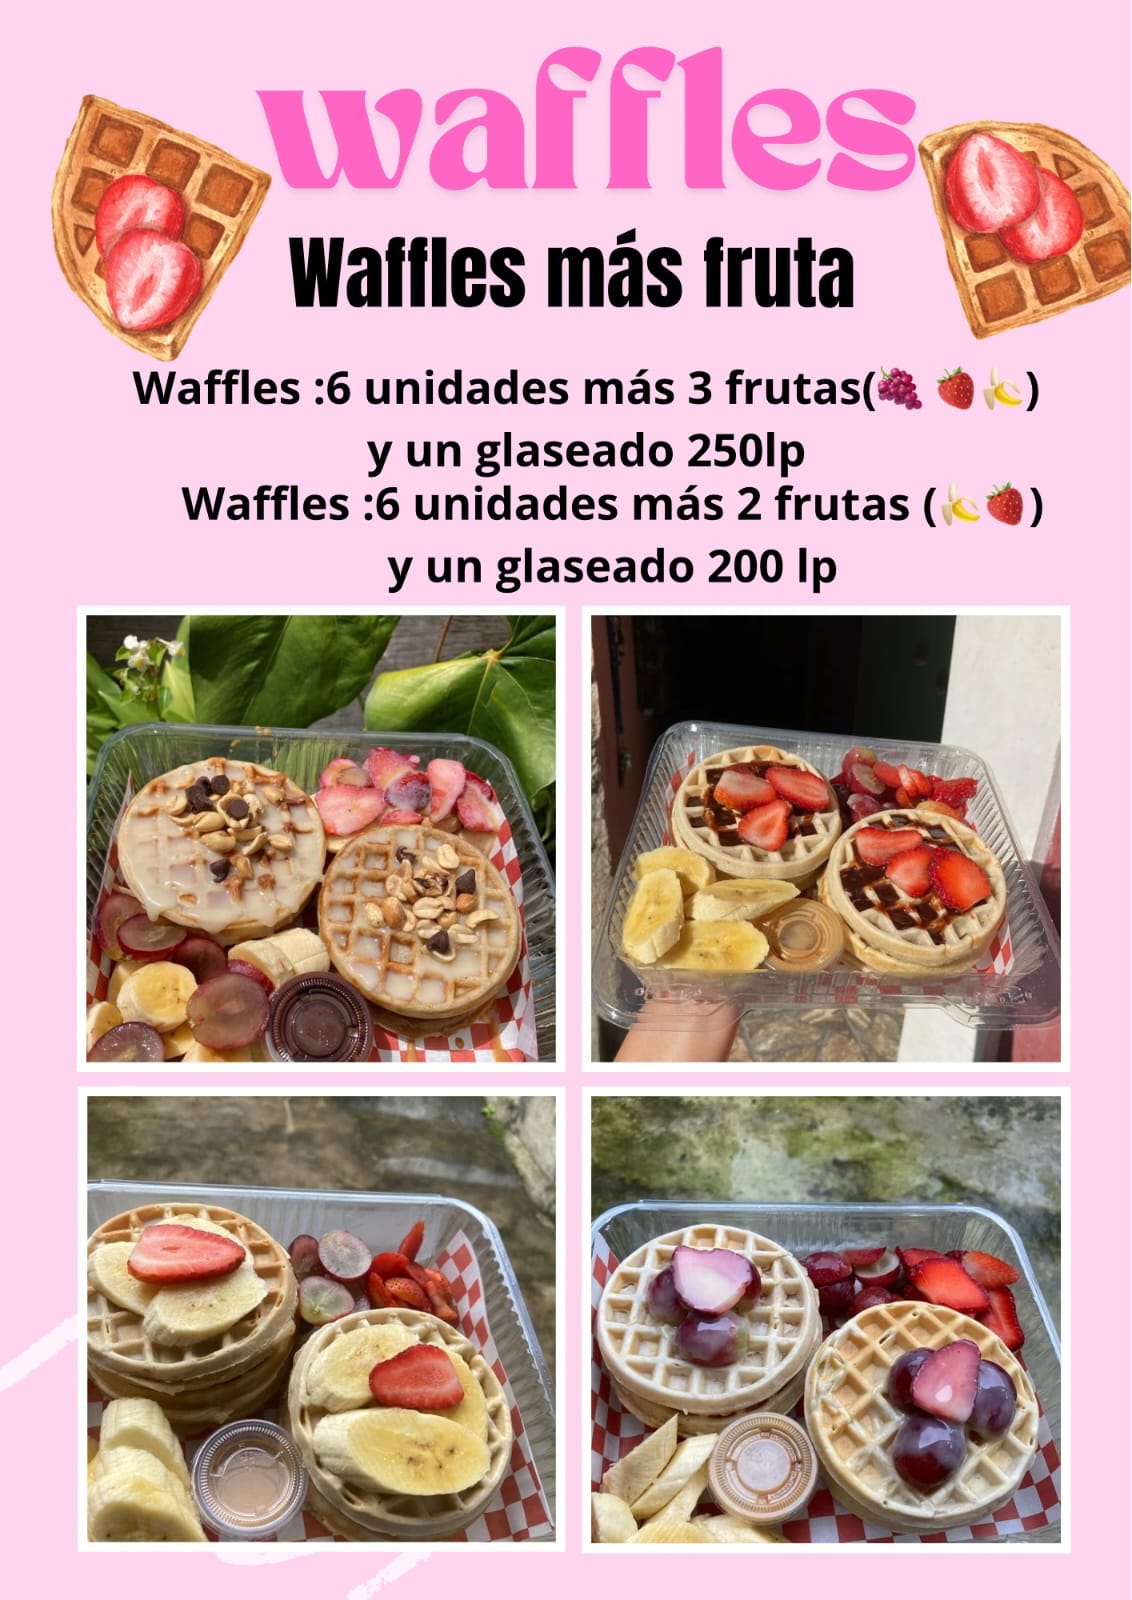 waffles
Waffles más fruta
Waffles :6 unidades más 3 frutas(🍇 🍓🍌)
y un glaseado 250lp
Waffles :6 unidades más 2 frutas (🍌🍓)
y un glaseado 200 lp